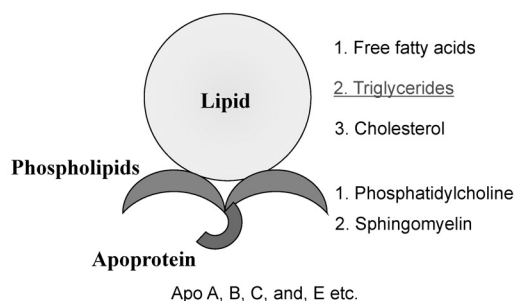 1. Free fatty acids
Lipid
2. Triglycerides
3. Cholesterol
Phospholipids
1. Phosphatidylcholine
2. Sphingomyelin
Apoprotein
Apo A, B, C, and, E etc.